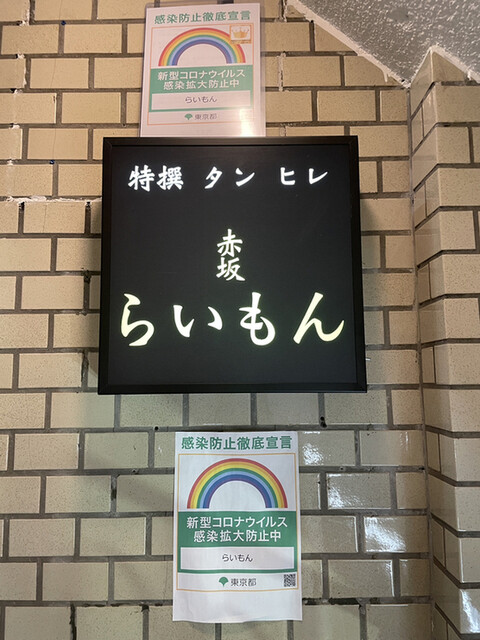 感染防止徹底宣言
新型コロナウイルス
感染拡大防止中
らいもん
東京都
特撰 タン ヒレ
赤坂
らいもん
感染防止徹底宣言
新型コロナウイルス
感染拡大防止中
らいもん
東京都